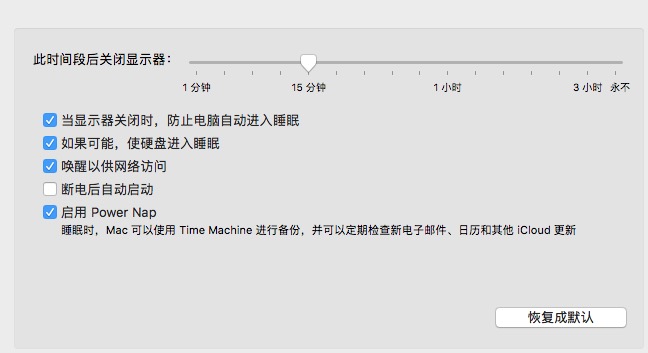 此时间段后关闭显示器：
1 分钟 15 分钟 1 小时 3 小时 永不
当显示器关闭时，防止电脑自动进入睡眠
如果可能，使硬盘进入睡眠
唤醒以供网络访问
断电后自动启动
启用 Power Nap
睡眠时，Mac 可以使用 Time Machine 进行备份，并可以定期检查新电子邮件、日历和其他 iCloud 更新
恢复成默认